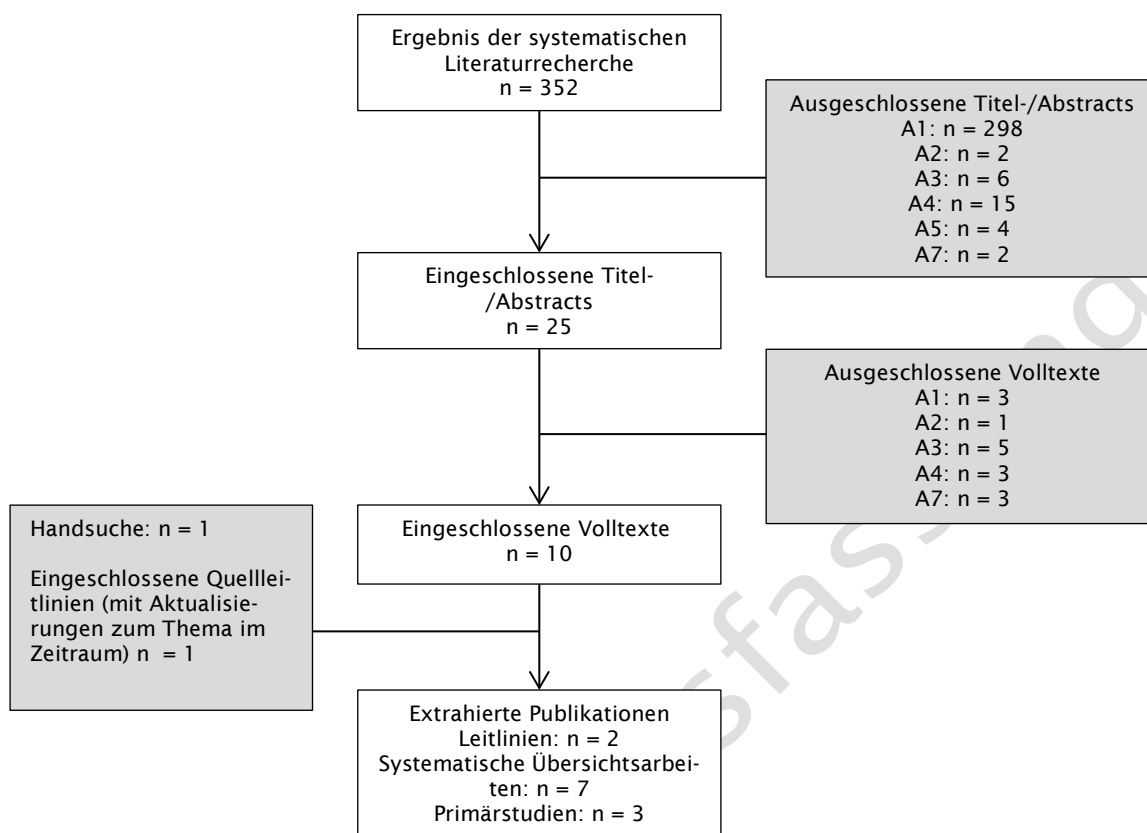 Ergebnis der systematischen
Literaturrecherche
n = 352
Ausgeschlossene Titel-/Abstracts
A1: n = 298
A2: n = 2
A3: n = 6
A4: n = 15
A5: n = 4
A7: n = 2
Eingeschlossene Titel-
/Abstracts
n = 25
Ausgeschlossene Volltexte
A1: n = 3
A2: n = 1
A3: n = 5
A4: n = 3
A7: n = 3
Eingeschlossene Volltexte
n = 10
Handsuche: n = 1
Eingeschlossene Quellleit-
linien (mit Aktualisie-
rungen zum Thema im
Zeitraum) n = 1
Extrahierte Publikationen
Leitlinien: n = 2
Systematische Übersichtsarbei-
ten: n = 7
Primärstudien: n = 3